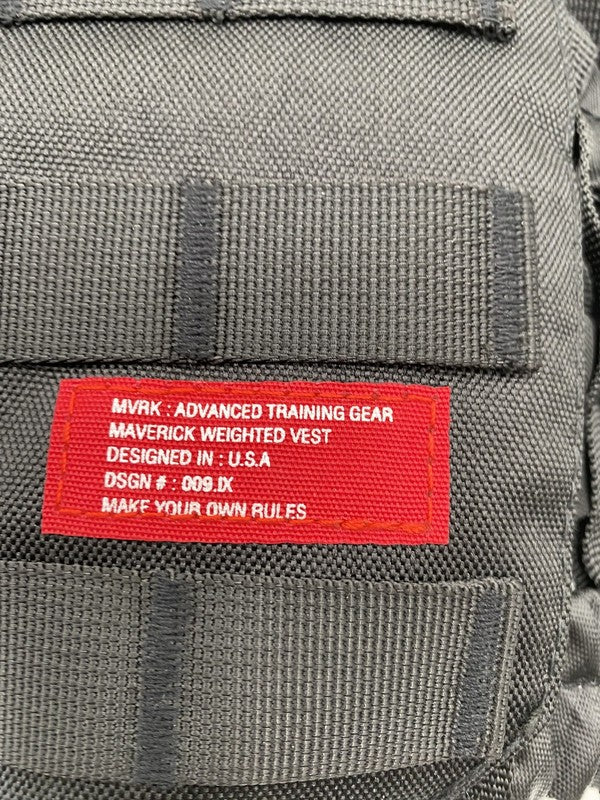 MVRK : ADVANCED TRAINING GEAR
MAVERICK WEIGHTED VEST
DESIGNED IN : U.S.A
DSGN # : 009.IX
MAKE YOUR OWN RULES